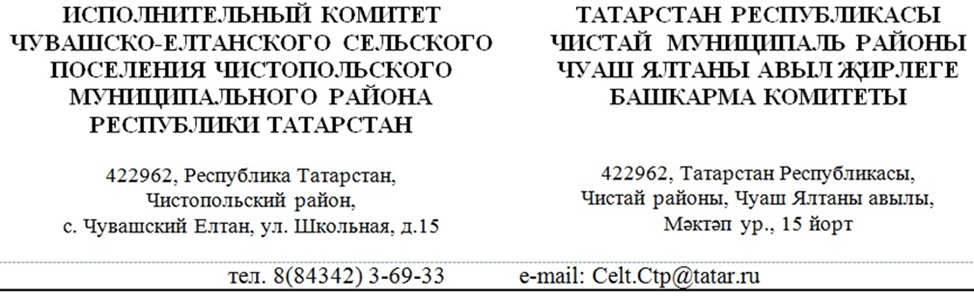 ИСПОЛНИТЕЛЬНЫЙ КОМИТЕТ
ЧУВАШСКО-ЕЛТАНСКОГО СЕЛЬСКОГО
ПОСЕЛЕНИЯ ЧИСТОПОЛЬСКОГО
МУНИЦИПАЛЬНОГО РАЙОНА
РЕСПУБЛИКИ ТАТАРСТАН
422962, Республика Татарстан,
Чистопольский район,
с. Чувашский Елтан, ул. Школьная, д.15
ТАТАРСТАН РЕСПУБЛИКАСЫ
ЧИСТАЙ МУНИЦИПАЛЬ РАЙОНЫ
ЧУАШ ЯЛТАНЫ АВЫЛ ҖИРЛЕГЕ
БАШКАРМА КОМИТЕТЫ
422962, Татарстан Республикасы,
Чистай районы, Чуаш Ялтаны авылы,
Мәктәп ур., 15 йорт
тел. 8(84342) 3-69-33 e-mail: Celt.Ctp@tatar.ru